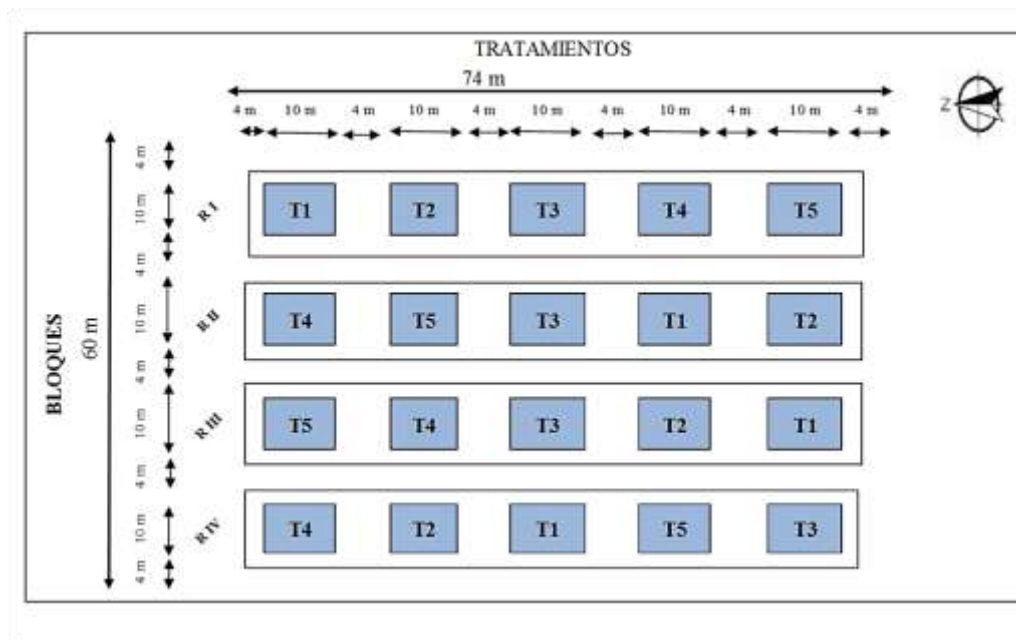 TRATAMIENTOS
74 m
4 m 10 m 4 m 10 m 4 m 10 m 4 m 10 m 4 m 10 m 4 m
Z
BLOQUES
60 m
4 m
10 m
R I
T1 T2 T3 T4 T5
4 m
10 m
R II
T4 T5 T3 T1 T2
4 m
10 m
R III
T5 T4 T3 T2 T1
4 m
10 m
R IV
T4 T2 T1 T5 T3
4 m